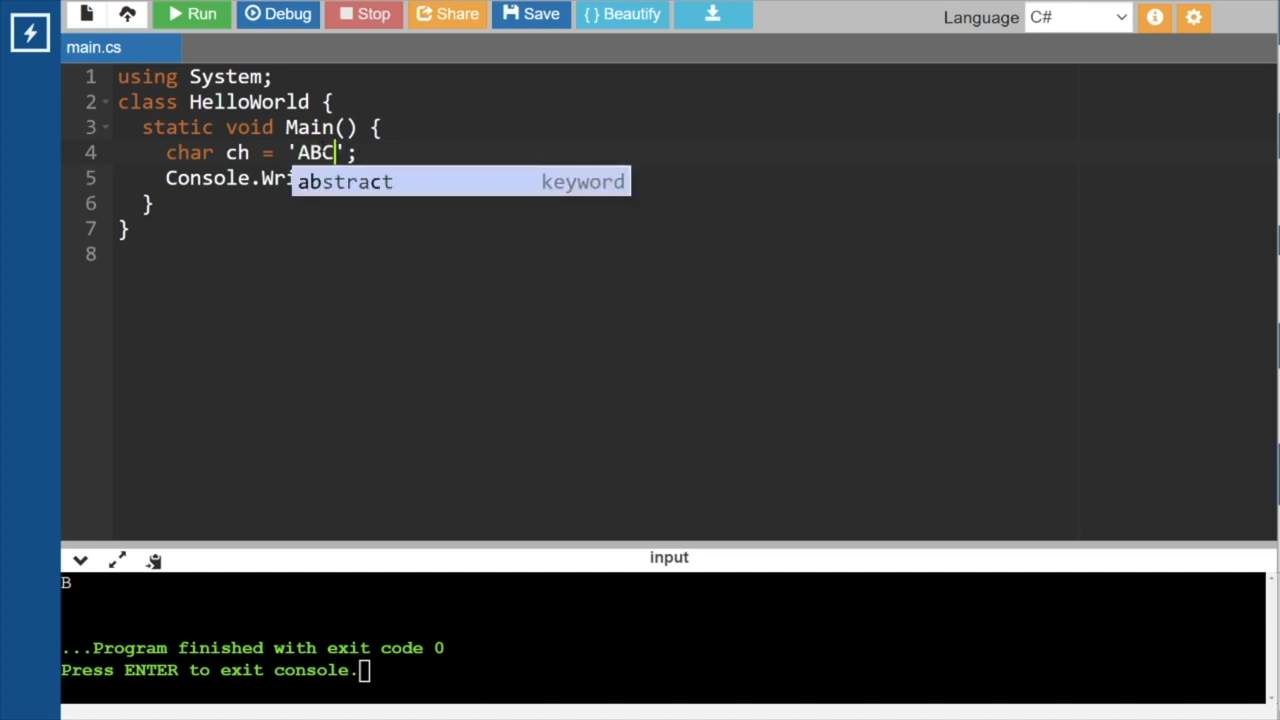 Run Debug Stop Share Save { } Beautify Language C#
main.cs
1 using System;
2 class HelloWorld {
3 static void Main() {
4 char ch = 'ABC';
5 Console.Wri
abstract keyword
6 }
7 }
8
input
B
...Program finished with exit code 0
Press ENTER to exit console.